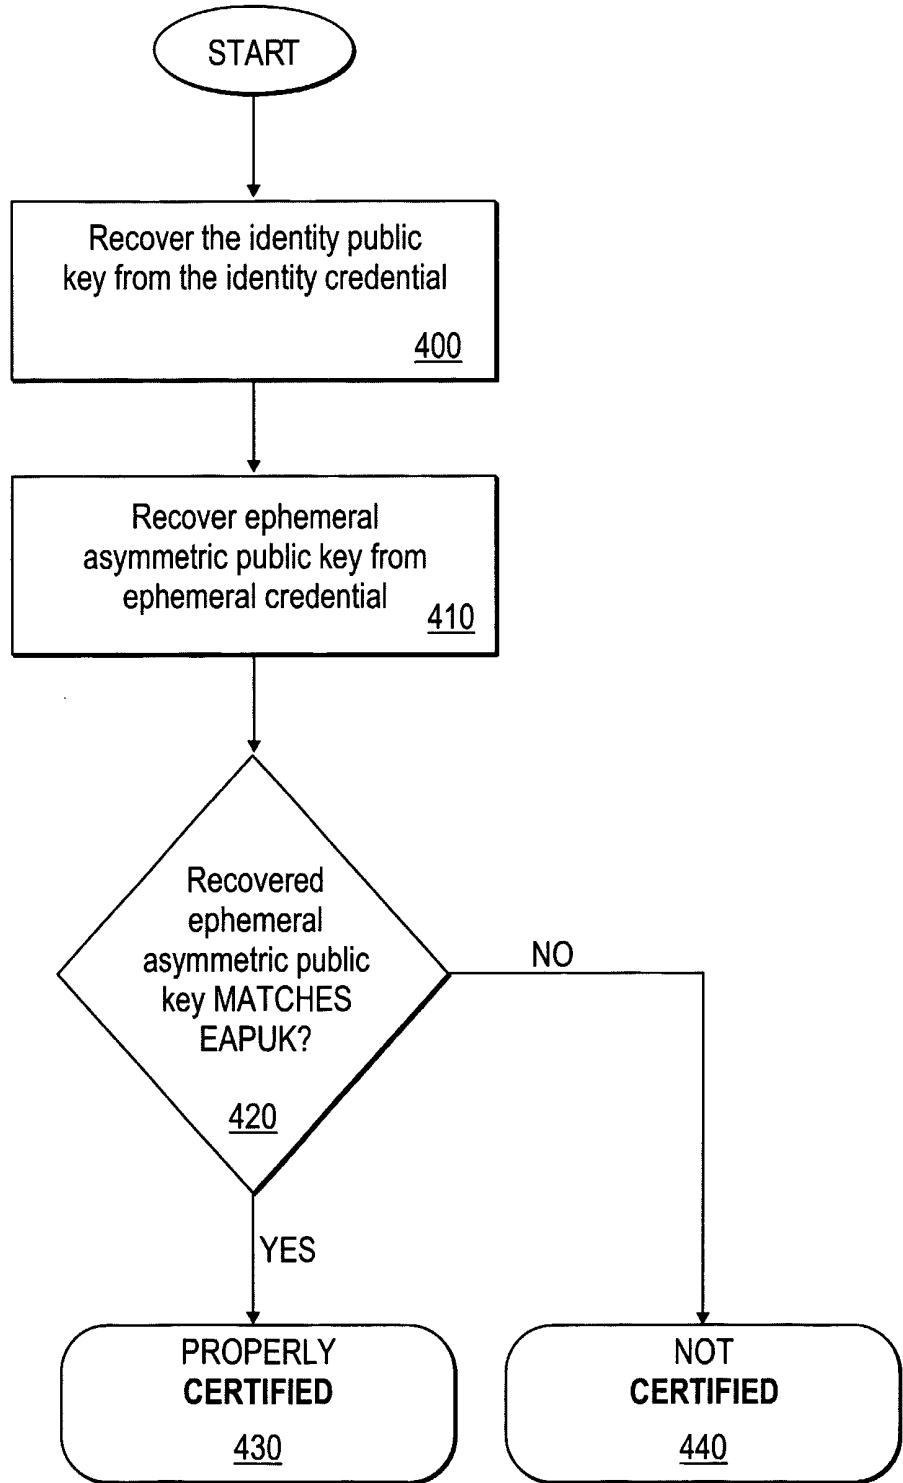 START
Recover the identity public
key from the identity credential
400
Recover ephemeral
asymmetric public key from
ephemeral credential
410
Recovered
ephemeral
asymmetric public
key MATCHES
EAPUK?
420
NO
YES
PROPERLY
CERTIFIED
430
NOT
CERTIFIED
440